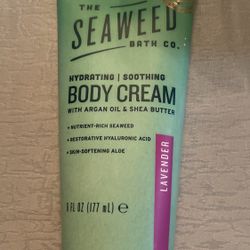 THE
SEAWEED
BATH CO.
HYDRATING | SOOTHING
BODY CREAM
WITH ARGAN OIL & SHEA BUTTER
• NUTRIENT-RICH SEAWEED
• RESTORATIVE HYALURONIC ACID
• SKIN-SOFTENING ALOE
LAVENDER
6 FL OZ (177 mL) e